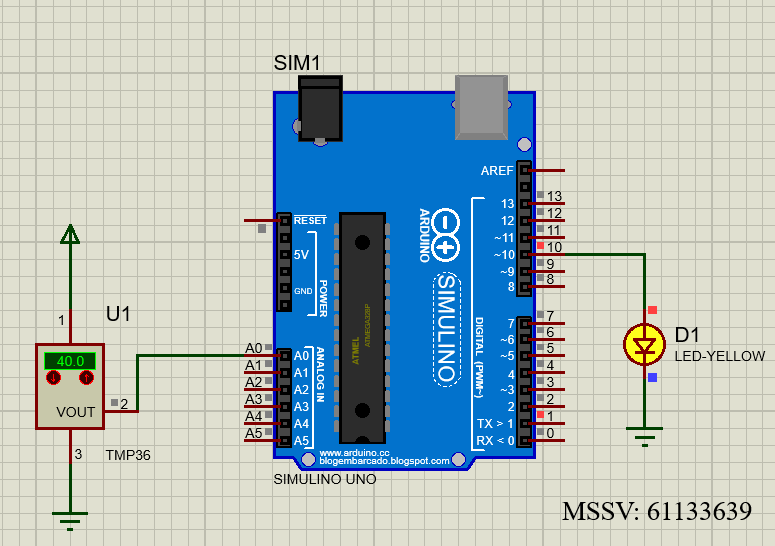 SIM1
AREF
RESET
5V
GND
POWER
ARDUINO
SIMULINO
13
12
~11
~10
~9
8
13
12
11
10
9
8
7
~6
~5
4
~3
2
TX > 1
RX < 0
7
6
5
4
3
2
1
0
DIGITAL (PWM~)
ANALOG IN
A0
A1
A2
A3
A4
A5
A0
A1
A2
A3
A4
A5
ATMEL
ATMEGA328P
www.arduino.cc
blogembarcado.blogspot.com
SIMULINO UNO
U1
1
40.0
VOUT
2
3
TMP36
D1
LED-YELLOW
MSSV: 61133639